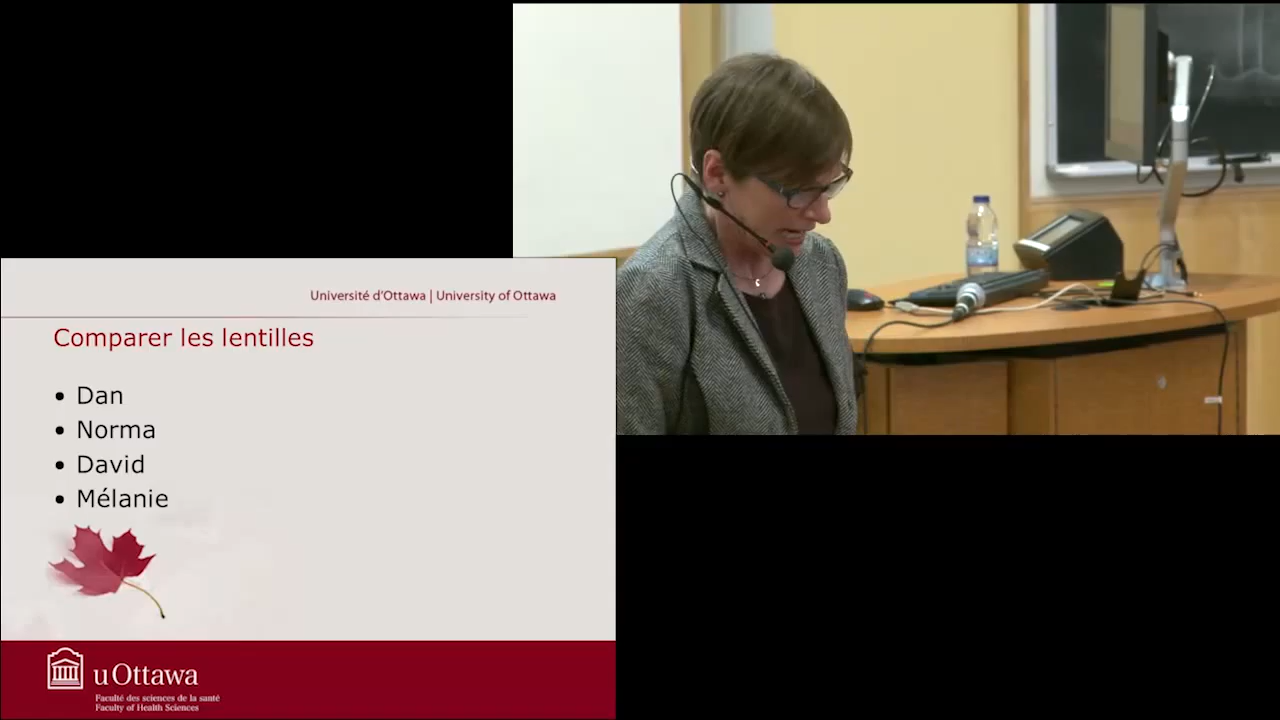 Université d'Ottawa | University of Ottawa
Comparer les lentilles
• Dan
• Norma
• David
• Mélanie
uOttawa
Faculté des sciences de la santé
Faculty of Health Sciences